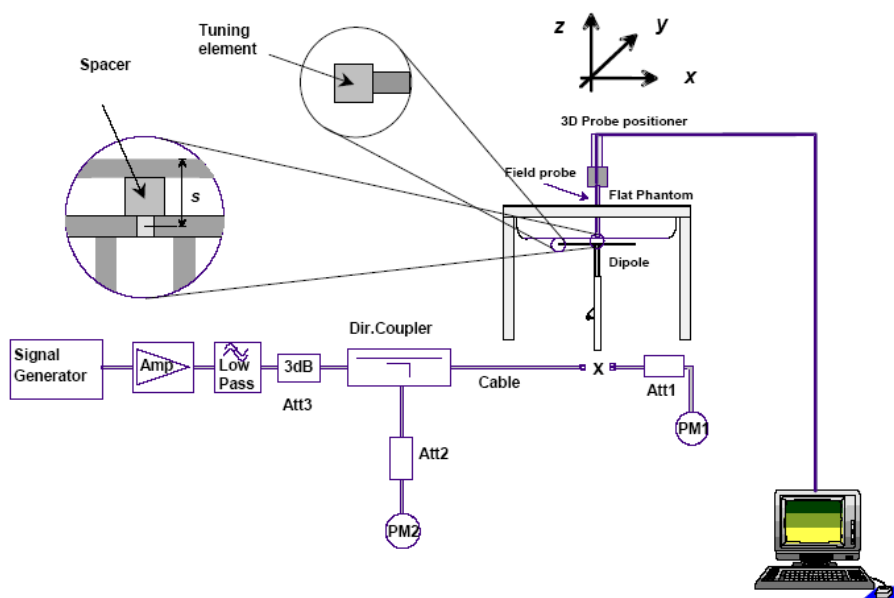 Tuning
element
Spacer
s
z
y
x
3D Probe positioner
Field probe
Flat Phantom
Dipole
Dir.Coupler
Signal
Generator
Amp
Low
Pass
3dB
Att3
Cable
X
Att1
PM1
Att2
PM2